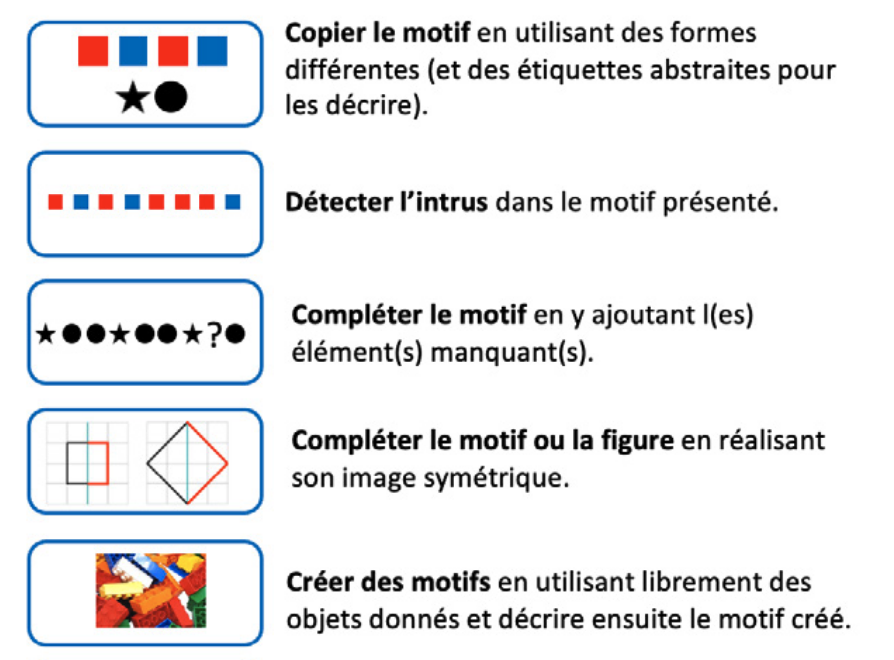 Copier le motif en utilisant des formes
différentes (et des étiquettes abstraites pour
les décrire).
Détecter l’intrus dans le motif présenté.
?
Compléter le motif en y ajoutant l(es)
élément(s) manquant(s).
Compléter le motif ou la figure en réalisant
son image symétrique.
Créer des motifs en utilisant librement des
objets donnés et décrire ensuite le motif créé.